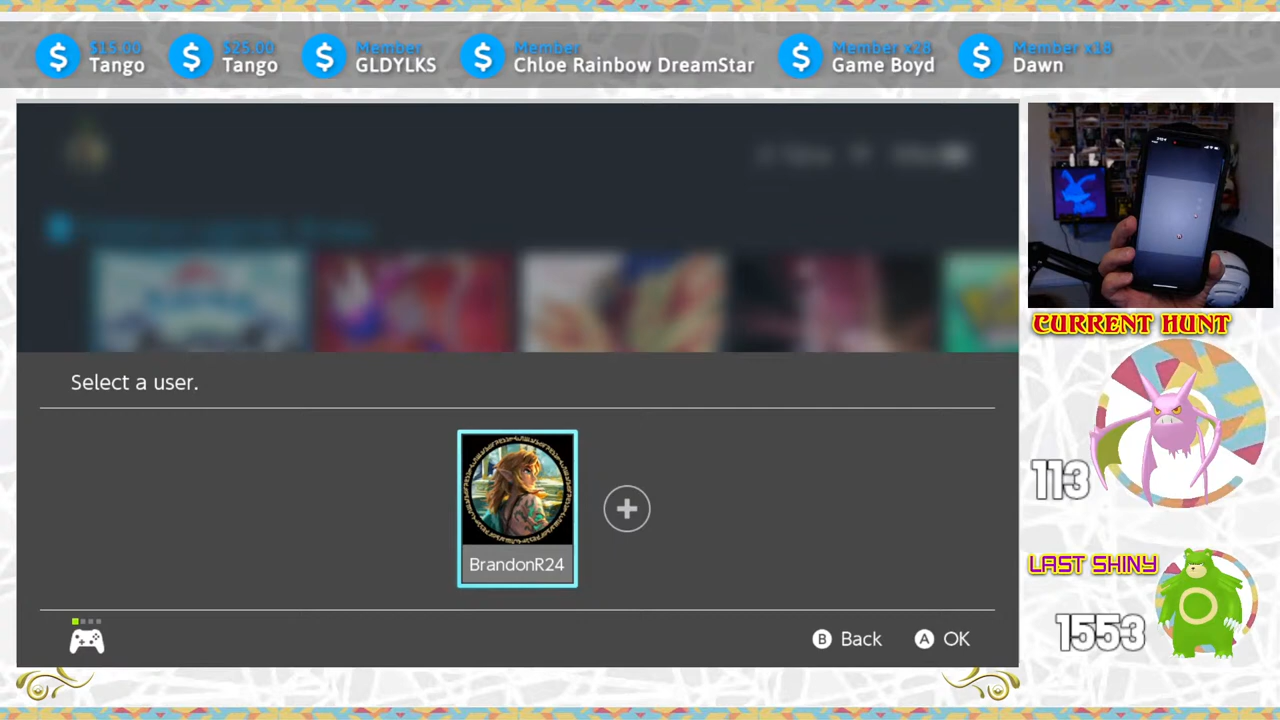 $15.00
Tango
$25.00
Tango
Member
GLDYLKS
Member
Chloe Rainbow DreamStar
Member x28
Game Boyd
Member x18
Dawn
Select a user.
BrandonR24
B Back
A OK
CURRENT HUNT
113
LAST SHINY
1553